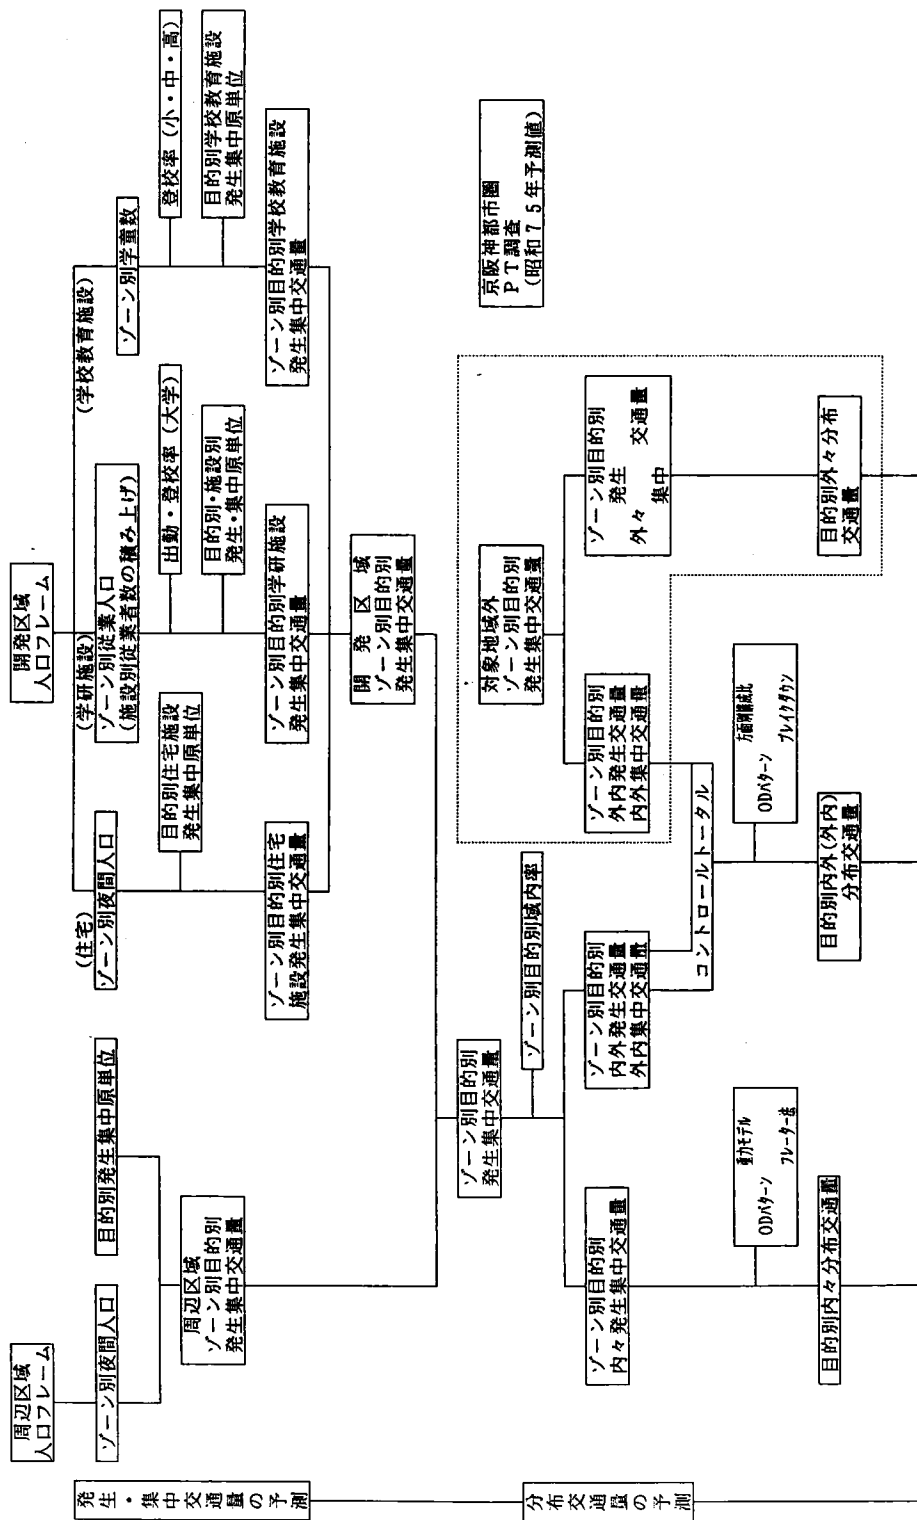 発生・集中交通量の予測
周辺区域
人口フレーム
ゾーン別夜間人口
目的別発生集中原単位
周辺区域
ゾーン別目的別
発生集中交通量
開発区域
人口フレーム
(住宅)
ゾーン別夜間人口
目的別住宅施設
発生集中原単位
ゾーン別目的別住宅
施設発生集中交通量
(学研施設)
ゾーン別従業人口
(施設別従業者数の積み上げ)
出勤・登校率(大学)
目的別・施設別
発生・集中原単位
ゾーン別目的別学研施設
発生集中交通量
(学校教育施設)
ゾーン別学童数
登校率(小・中・高)
目的別学校教育施設
発生集中原単位
ゾーン別目的別学校教育施設
発生集中交通量
開発区域
ゾーン別目的別
発生集中交通量
分布交通量の予測
ゾーン別目的別
発生集中交通量
ゾーン別目的別域内率
ゾーン別目的別
内々発生集中交通量
重力モデル
ODパターン
フレーター法
目的別内々分布交通量
ゾーン別目的別
内外発生交通量
外内集中交通量
コントロールトータル
対象地域外
ゾーン別目的別
発生集中交通量
ゾーン別目的別
外内発生交通量
内外集中交通量
方面別構成比
ODパターン
ブレイクダウン
目的別内外(外内)
分布交通量
ゾーン別目的別
発生
外々 交通量
集中
目的別外々分布
交通量
京阪神都市圏
PT調査
(昭和75年予測値)